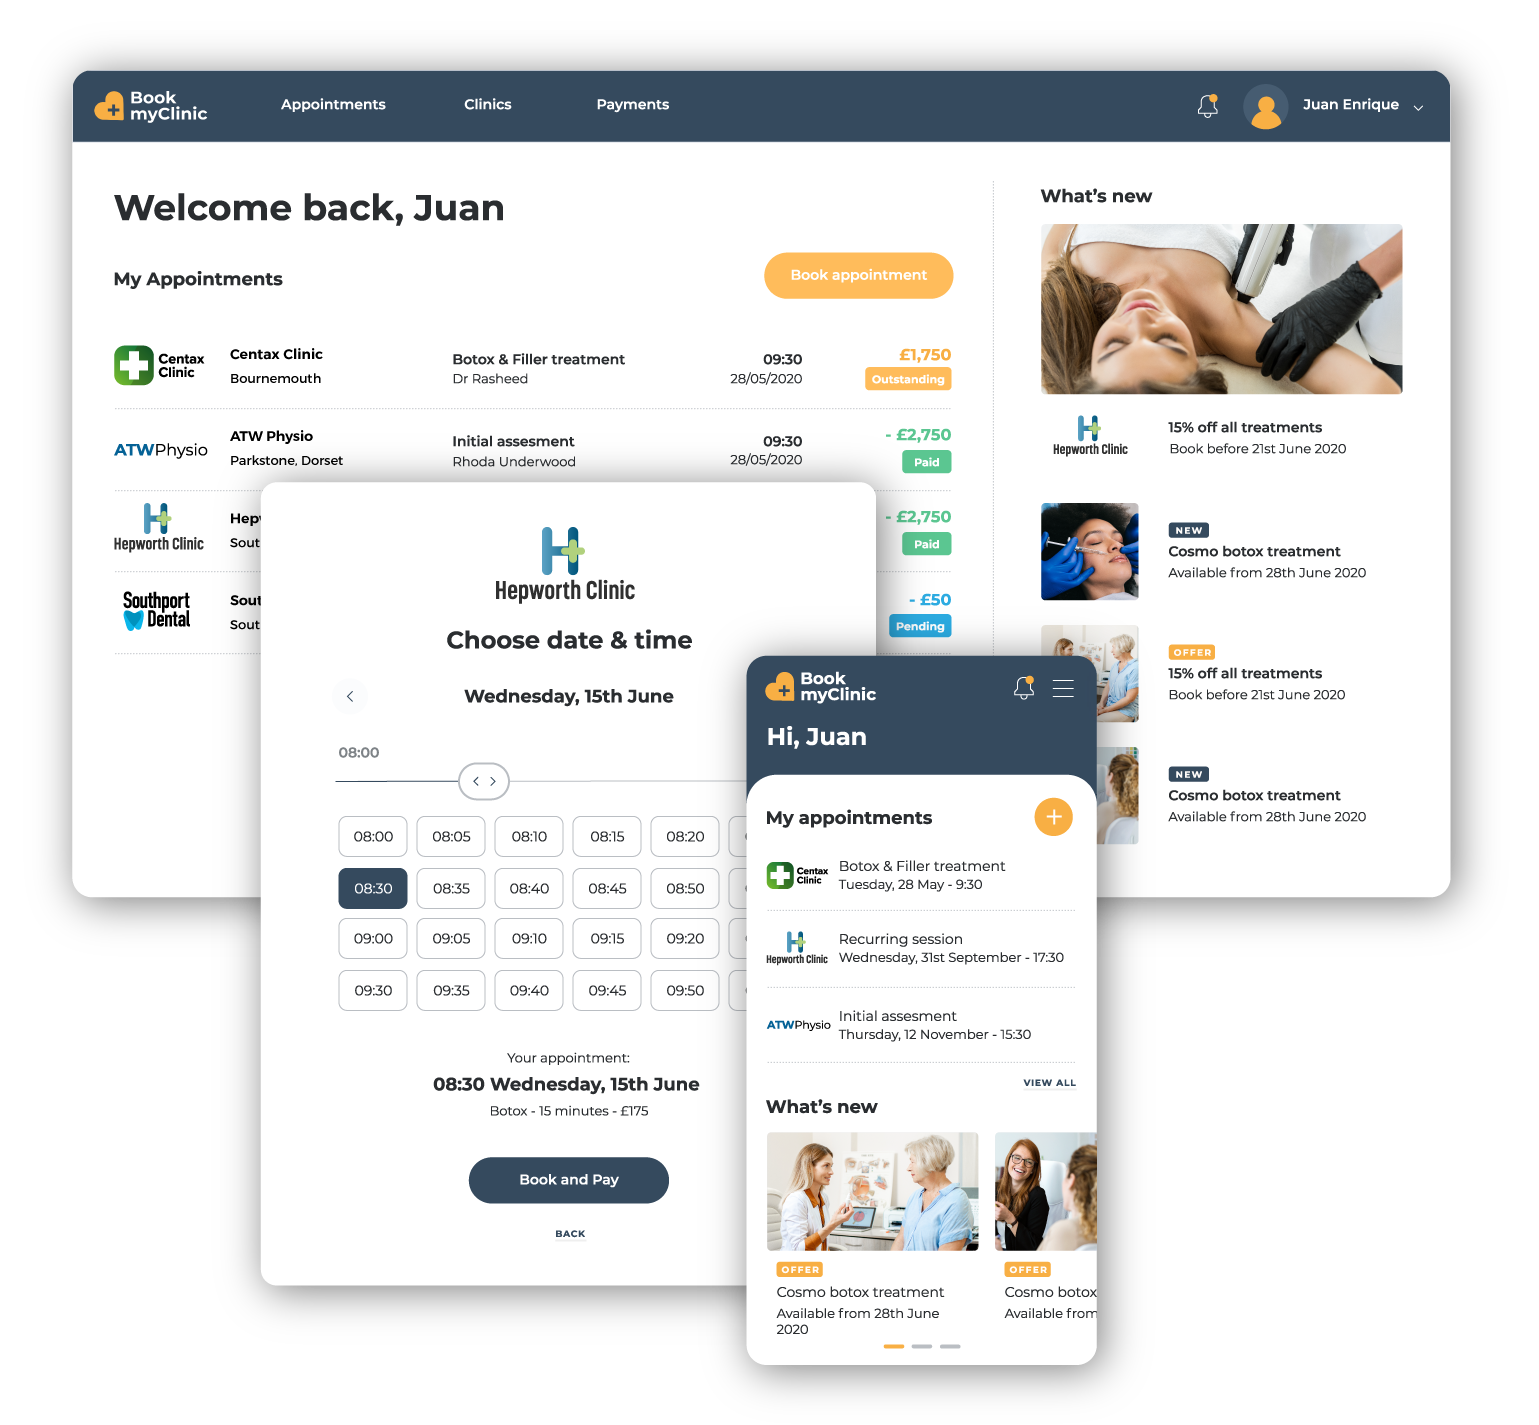 Book
myClinic
Appointments
Clinics
Payments
Juan Enrique
Welcome back, Juan
My Appointments
Book appointment
Centax
Clinic
Centax Clinic
Bournemouth
Botox & Filler treatment
Dr Rasheed
09:30
28/05/2020
£1,750
Outstanding
ATWPhysio
ATW Physio
Parkstone, Dorset
Initial assesment
Rhoda Underwood
09:30
28/05/2020
- £2,750
Paid
Hepworth Clinic
- £2,750
Paid
Southport
Dental
- £50
Pending
What’s new
Hepworth Clinic
15% off all treatments
Book before 21st June 2020
NEW
Cosmo botox treatment
Available from 28th June 2020
OFFER
15% off all treatments
Book before 21st June 2020
NEW
Cosmo botox treatment
Available from 28th June 2020
Hepworth Clinic
Choose date & time
Wednesday, 15th June
08:00
08:00 08:05 08:10 08:15 08:20
08:30 08:35 08:40 08:45 08:50
09:00 09:05 09:10 09:15 09:20
09:30 09:35 09:40 09:45 09:50
Your appointment:
08:30 Wednesday, 15th June
Botox - 15 minutes - £175
Book and Pay
BACK
Book
myClinic
Hi, Juan
My appointments
Centax
Clinic
Botox & Filler treatment
Tuesday, 28 May - 9:30
Hepworth Clinic
Recurring session
Wednesday, 31st September - 17:30
ATWPhysio
Initial assesment
Thursday, 12 November - 15:30
VIEW ALL
What’s new
OFFER
Cosmo botox treatment
Available from 28th June
2020
OFFER
Cosmo botox
Available from